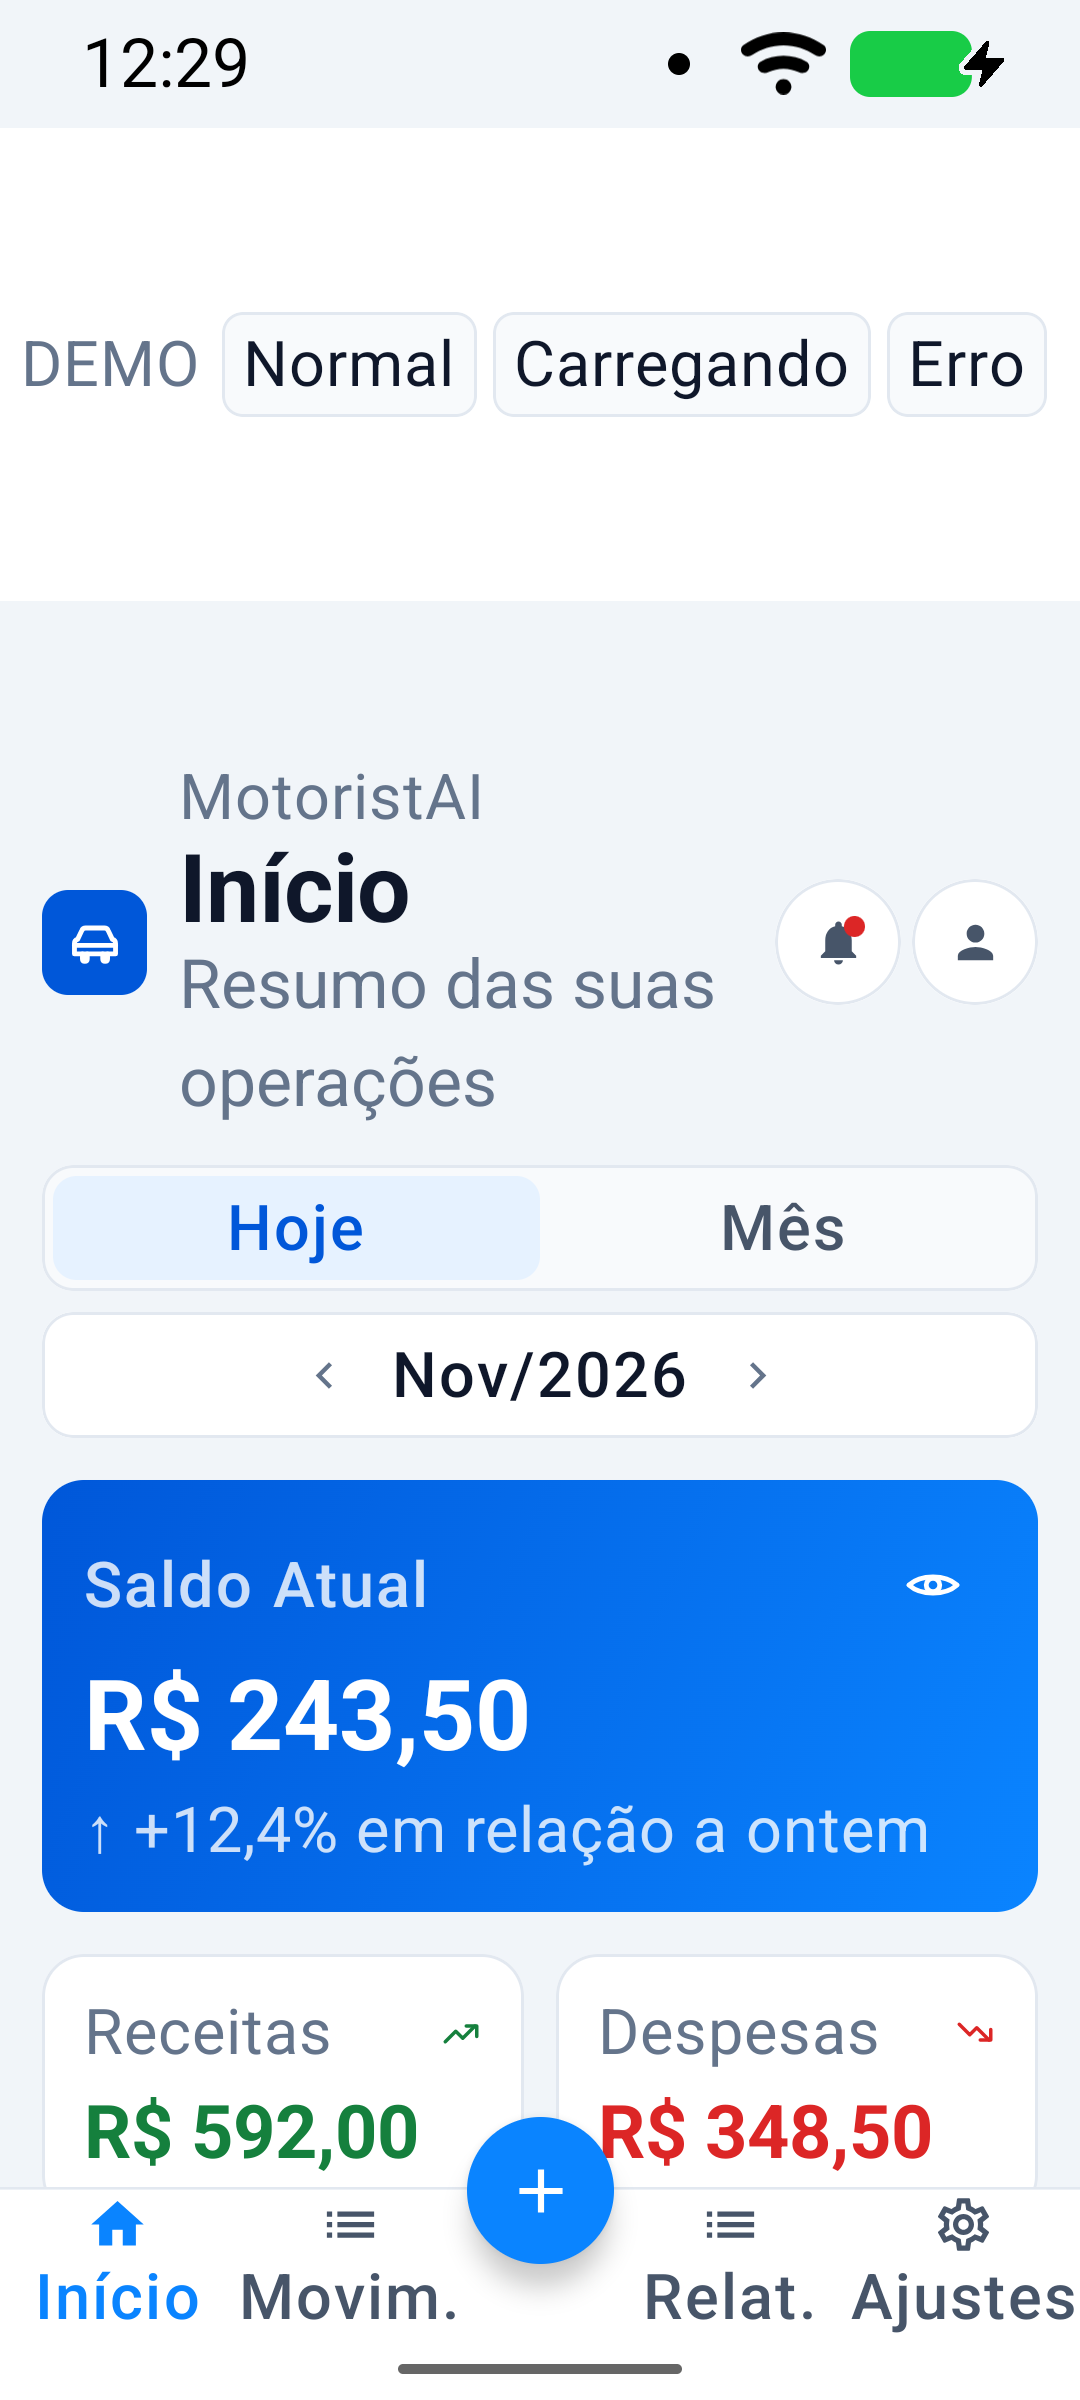 12:29
DEMO Normal Carregando Erro
MotoristAI
Início
Resumo das suas
operações
Hoje Mês
Nov/2026
Saldo Atual
R$ 243,50
↑ +12,4% em relação a ontem
Receitas Despesas
R$ 592,00 R$ 348,50
Início Movim. Relat. Ajustes